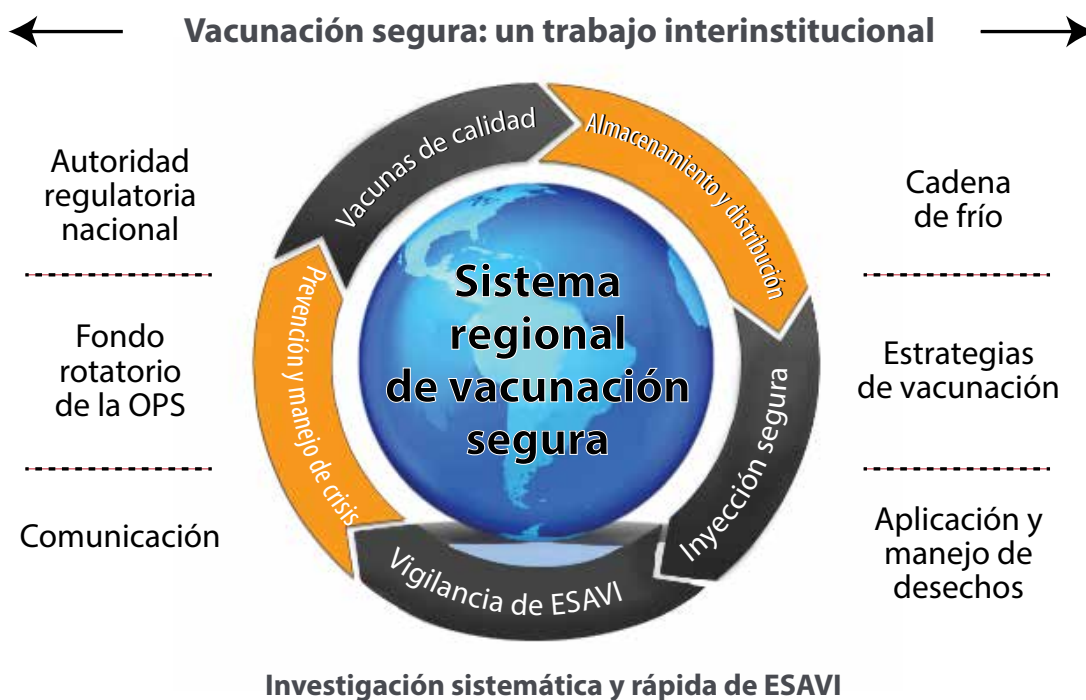 Vacunación segura: un trabajo interinstitucional
Autoridad
regulatoria
nacional
Fondo
rotatorio
de la OPS
Comunicación
Vacunas de calidad
Almacenamiento y distribución
Inyección segura
Vigilancia de ESAVI
Prevención y manejo de crisis
Sistema
regional
de vacunación
segura
Cadena
de frío
Estrategias
de vacunación
Aplicación y
manejo de
desechos
Investigación sistemática y rápida de ESAVI